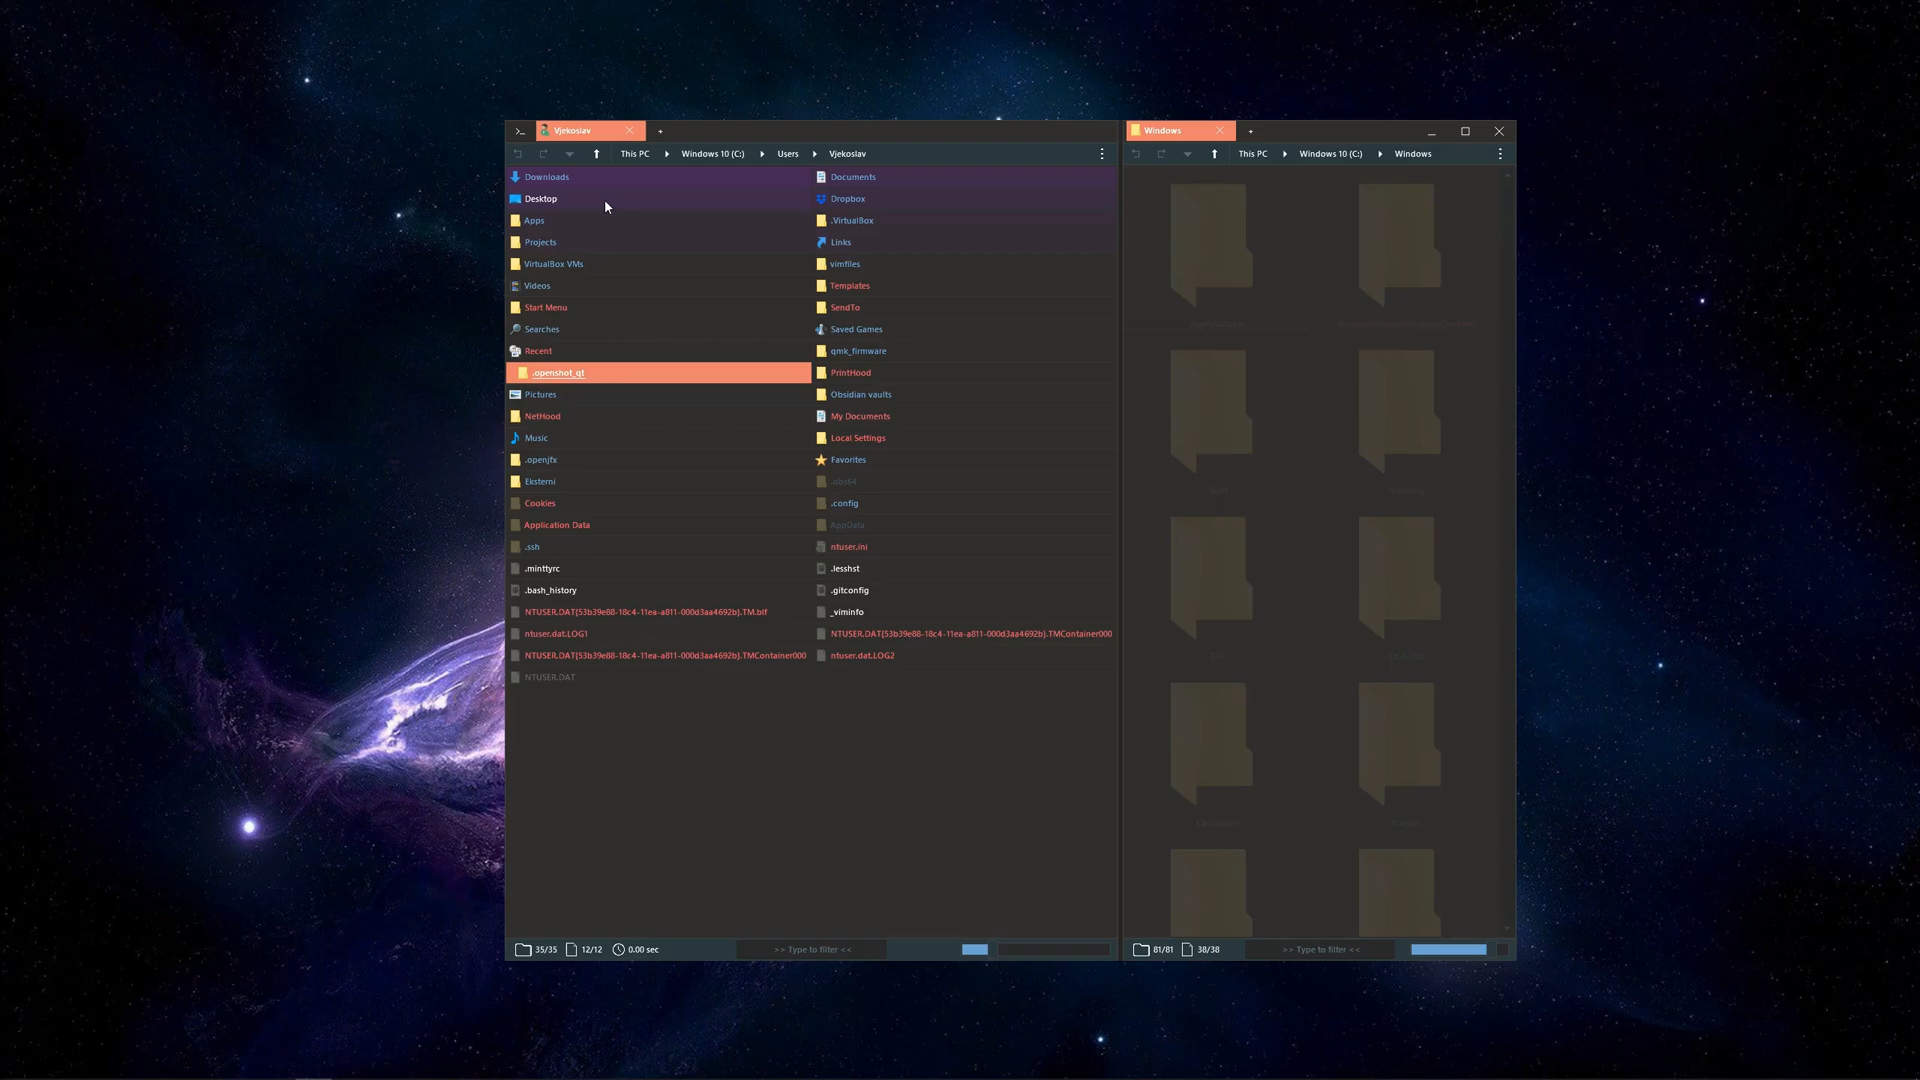 >_ Vjekoslav
This PC Windows 10 (C:) Users Vjekoslav
Downloads
Desktop
Apps
Projects
VirtualBox VMs
Videos
Start Menu
Searches
Recent
.openshot_qt
Pictures
NetHood
Music
.openjfx
Eksterni
Cookies
Application Data
.ssh
.minttyrc
.bash_history
NTUSER.DAT{53b39e88-18c4-11ea-a811-000d3aa4692b}.TM.blf
ntuser.dat.LOG1
NTUSER.DAT{53b39e88-18c4-11ea-a811-000d3aa4692b}.TMContainer000
NTUSER.DAT
Documents
Dropbox
.VirtualBox
Links
vimfiles
Templates
SendTo
Saved Games
qmk_firmware
PrintHood
Obsidian vaults
My Documents
Local Settings
Favorites
.obs64
.config
AppData
ntuser.ini
.lesshst
.gitconfig
_viminfo
NTUSER.DAT{53b39e88-18c4-11ea-a811-000d3aa4692b}.TMContainer000
ntuser.dat.LOG2
35/35 12/12 0.00 sec >> Type to filter <<
Windows
This PC Windows 10 (C:) Windows
81/81 38/38 >> Type to filter <<